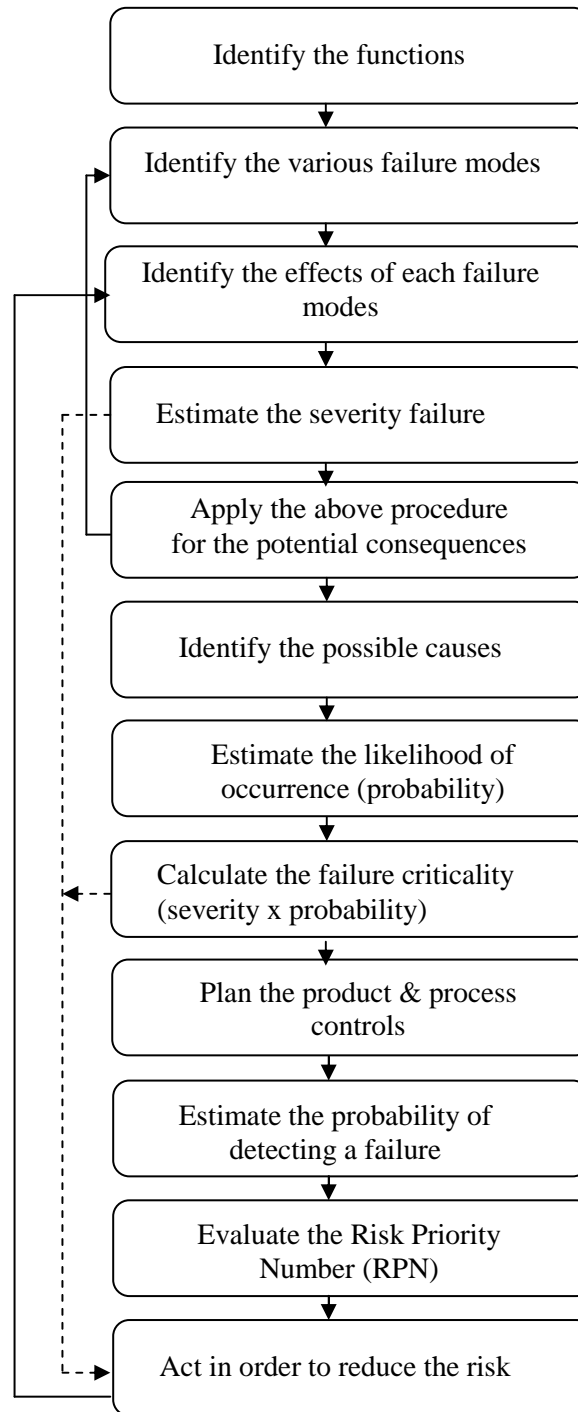 Identify the functions
Identify the various failure modes
Identify the effects of each failure
modes
Estimate the severity failure
Apply the above procedure
for the potential consequences
Identify the possible causes
Estimate the likelihood of
occurrence (probability)
Calculate the failure criticality
(severity x probability)
Plan the product & process
controls
Estimate the probability of
detecting a failure
Evaluate the Risk Priority
Number (RPN)
Act in order to reduce the risk